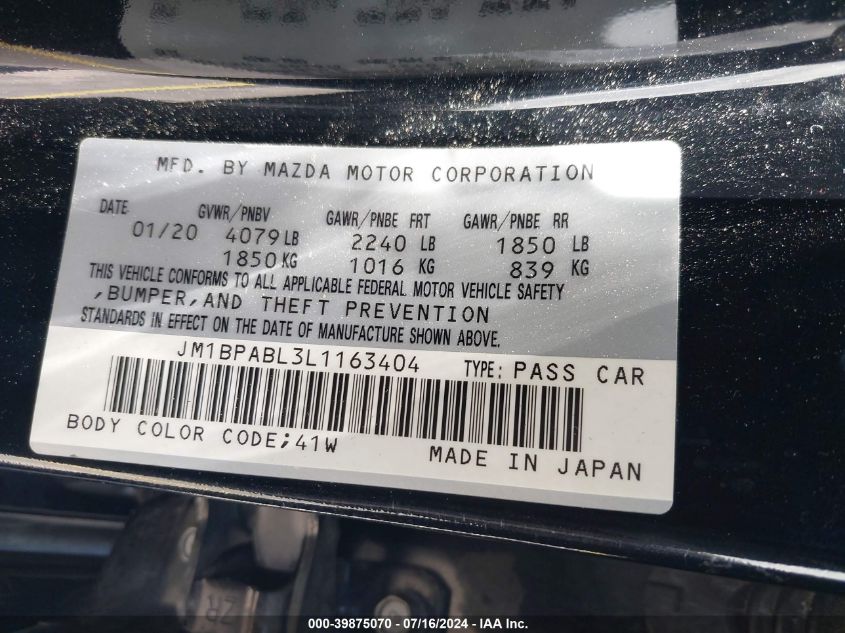 MFD. BY MAZDA MOTOR CORPORATION
DATE GVWR/PNBV GAWR/PNBE FRT GAWR/PNBE RR
01/20 4079 LB 2240 LB 1850 LB
1850 KG 1016 KG 839 KG
THIS VEHICLE CONFORMS TO ALL APPLICABLE FEDERAL MOTOR VEHICLE SAFETY
,BUMPER,AND THEFT PREVENTION
STANDARDS IN EFFECT ON THE DATE OF MANUFACTURE SHOWN ABOVE.
JM1BPABL3L1163404 TYPE: PASS CAR
BODY COLOR CODE;41W
MADE IN JAPAN
000-39875070 - 07/16/2024 - IAAI Inc.